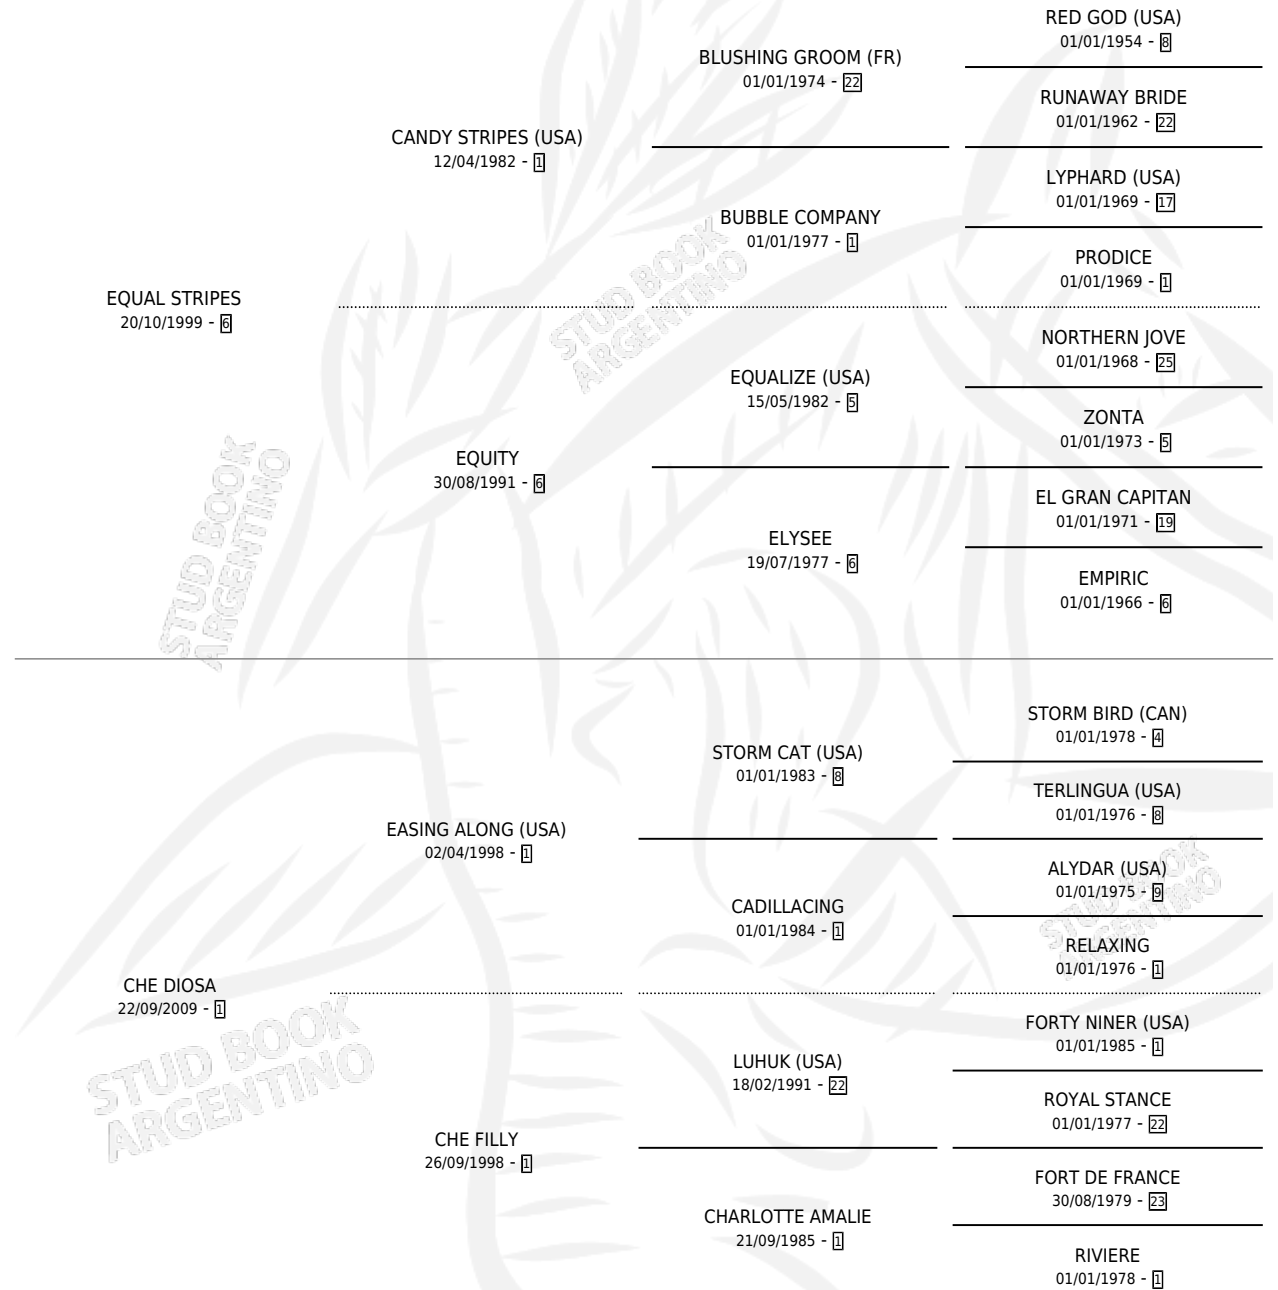 RED GOD (USA)
01/01/1954 - 8
BLUSHING GROOM (FR)
01/01/1974 - 22
RUNAWAY BRIDE
01/01/1962 - 22
CANDY STRIPES (USA)
12/04/1982 - 1
LYPHARD (USA)
01/01/1969 - 17
BUBBLE COMPANY
01/01/1977 - 1
PRODICE
01/01/1969 - 1
EQUAL STRIPES
20/10/1999 - 6
STUD BOOK
ARGENTINO
NORTHERN JOVE
01/01/1968 - 25
EQUALIZE (USA)
15/05/1982 - 5
ZONTA
01/01/1973 - 5
EQUITY
30/08/1991 - 6
EL GRAN CAPITAN
01/01/1971 - 19
ELYSEE
19/07/1977 - 6
EMPIRIC
01/01/1966 - 6
STUD BOOK
ARGENTINO
STORM BIRD (CAN)
01/01/1978 - 4
STORM CAT (USA)
01/01/1983 - 8
TERLINGUA (USA)
01/01/1976 - 8
EASING ALONG (USA)
02/04/1998 - 1
ALYDAR (USA)
01/01/1975 - 9
CADILLACING
01/01/1984 - 1
RELAXING
01/01/1976 - 1
STUD BOOK
ARGENTINO
CHE DIOSA
22/09/2009 - 1
FORTY NINER (USA)
01/01/1985 - 1
LUHUK (USA)
18/02/1991 - 22
ROYAL STANCE
01/01/1977 - 22
STUD BOOK
ARGENTINO
CHE FILLY
26/09/1998 - 1
FORT DE FRANCE
30/08/1979 - 23
CHARLOTTE AMALIE
21/09/1985 - 1
RIVIERE
01/01/1978 - 1